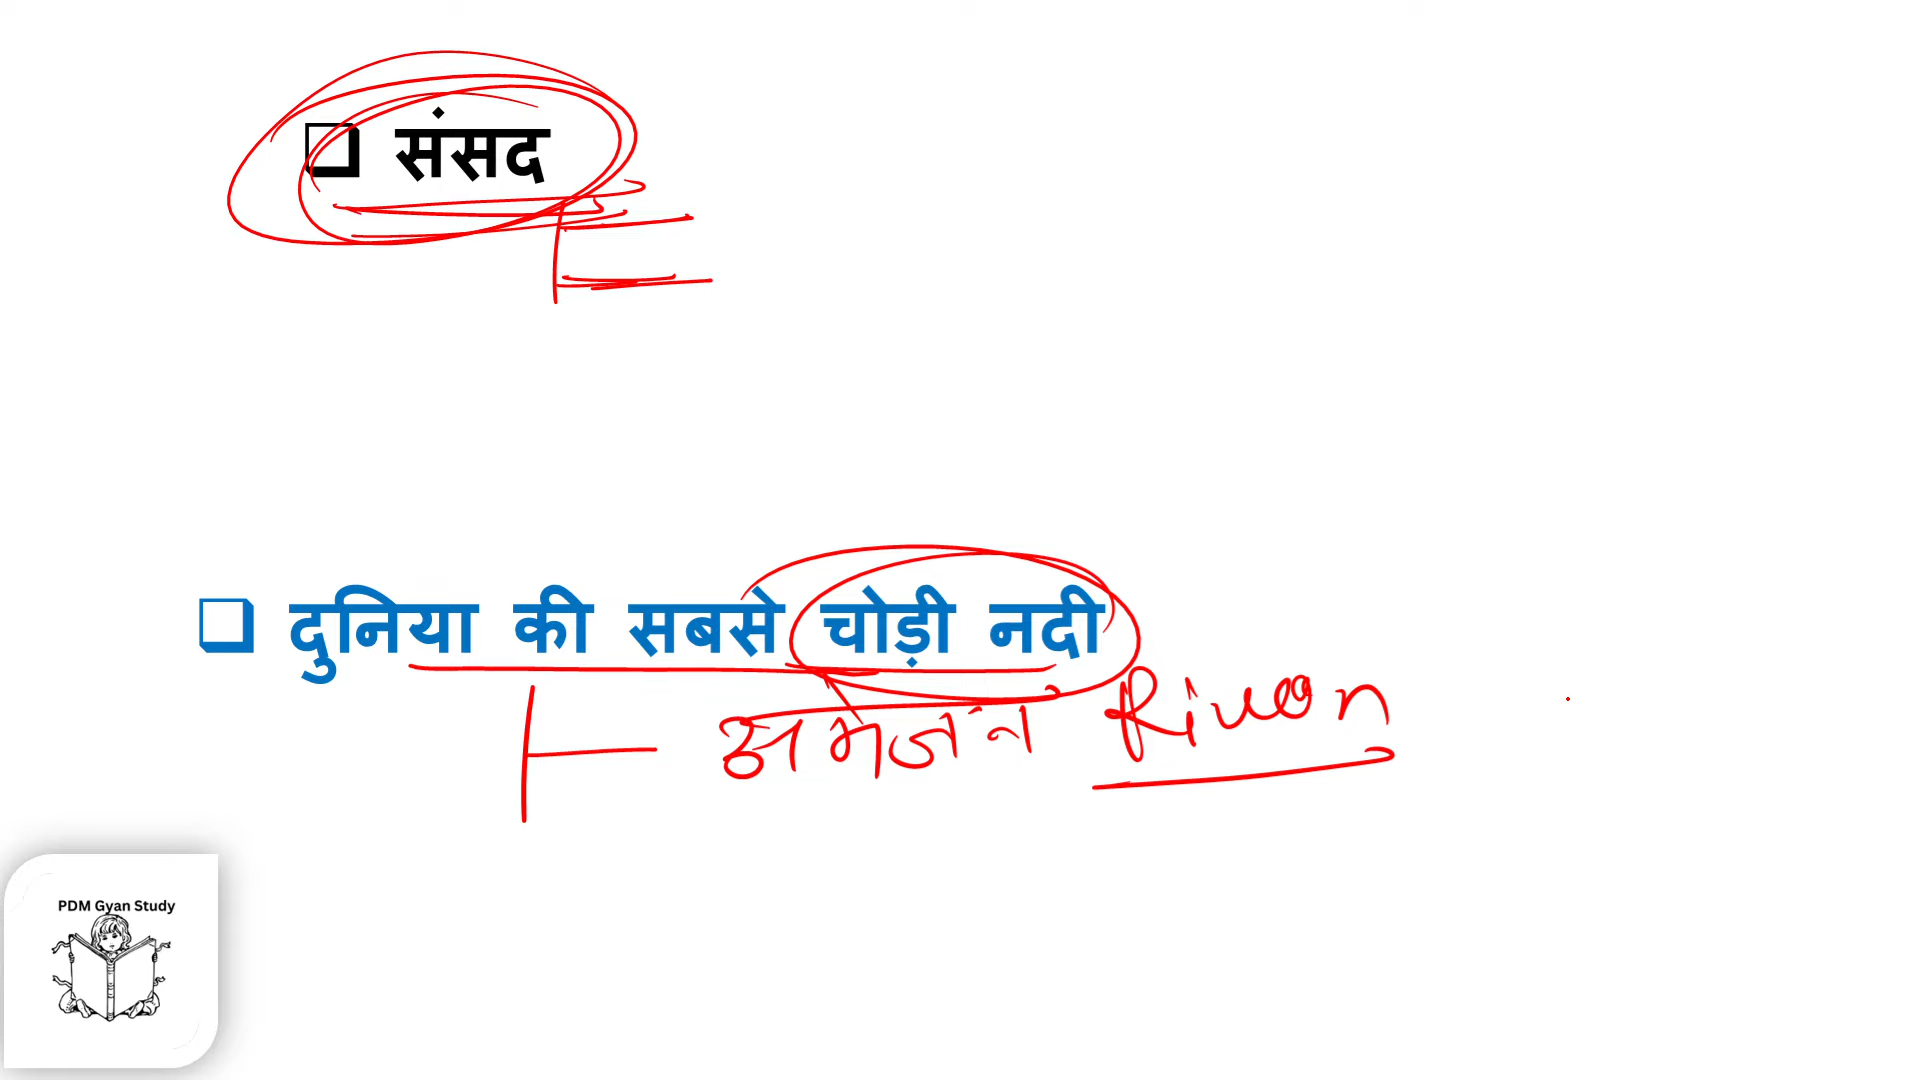 संसद
दुनिया की सबसे चोड़ी नदी
अमेजन River
PDM Gyan Study